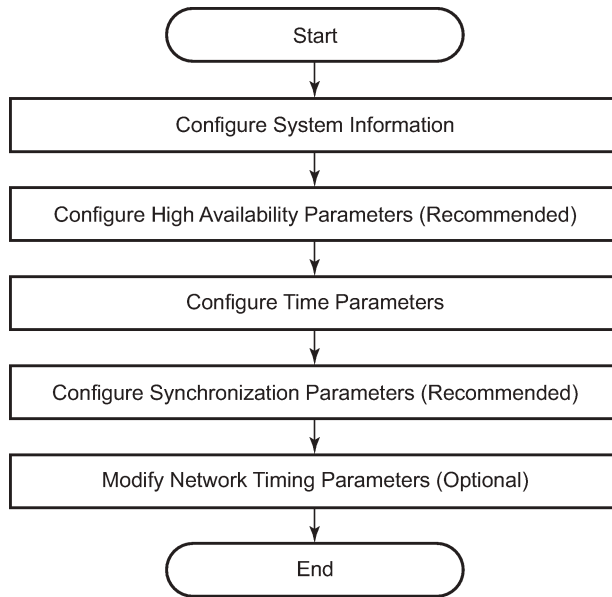 Start
Configure System Information
Configure High Availability Parameters (Recommended)
Configure Time Parameters
Configure Synchronization Parameters (Recommended)
Modify Network Timing Parameters (Optional)
End